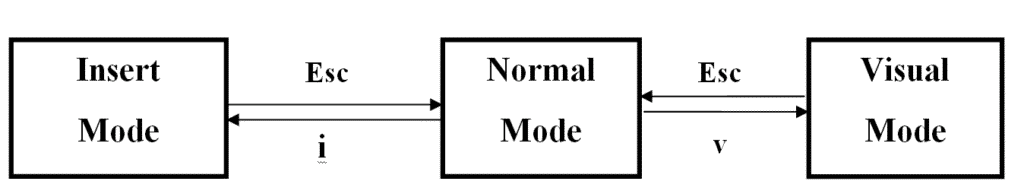 Insert
Mode
Esc
i
Normal
Mode
Esc
v
Visual
Mode